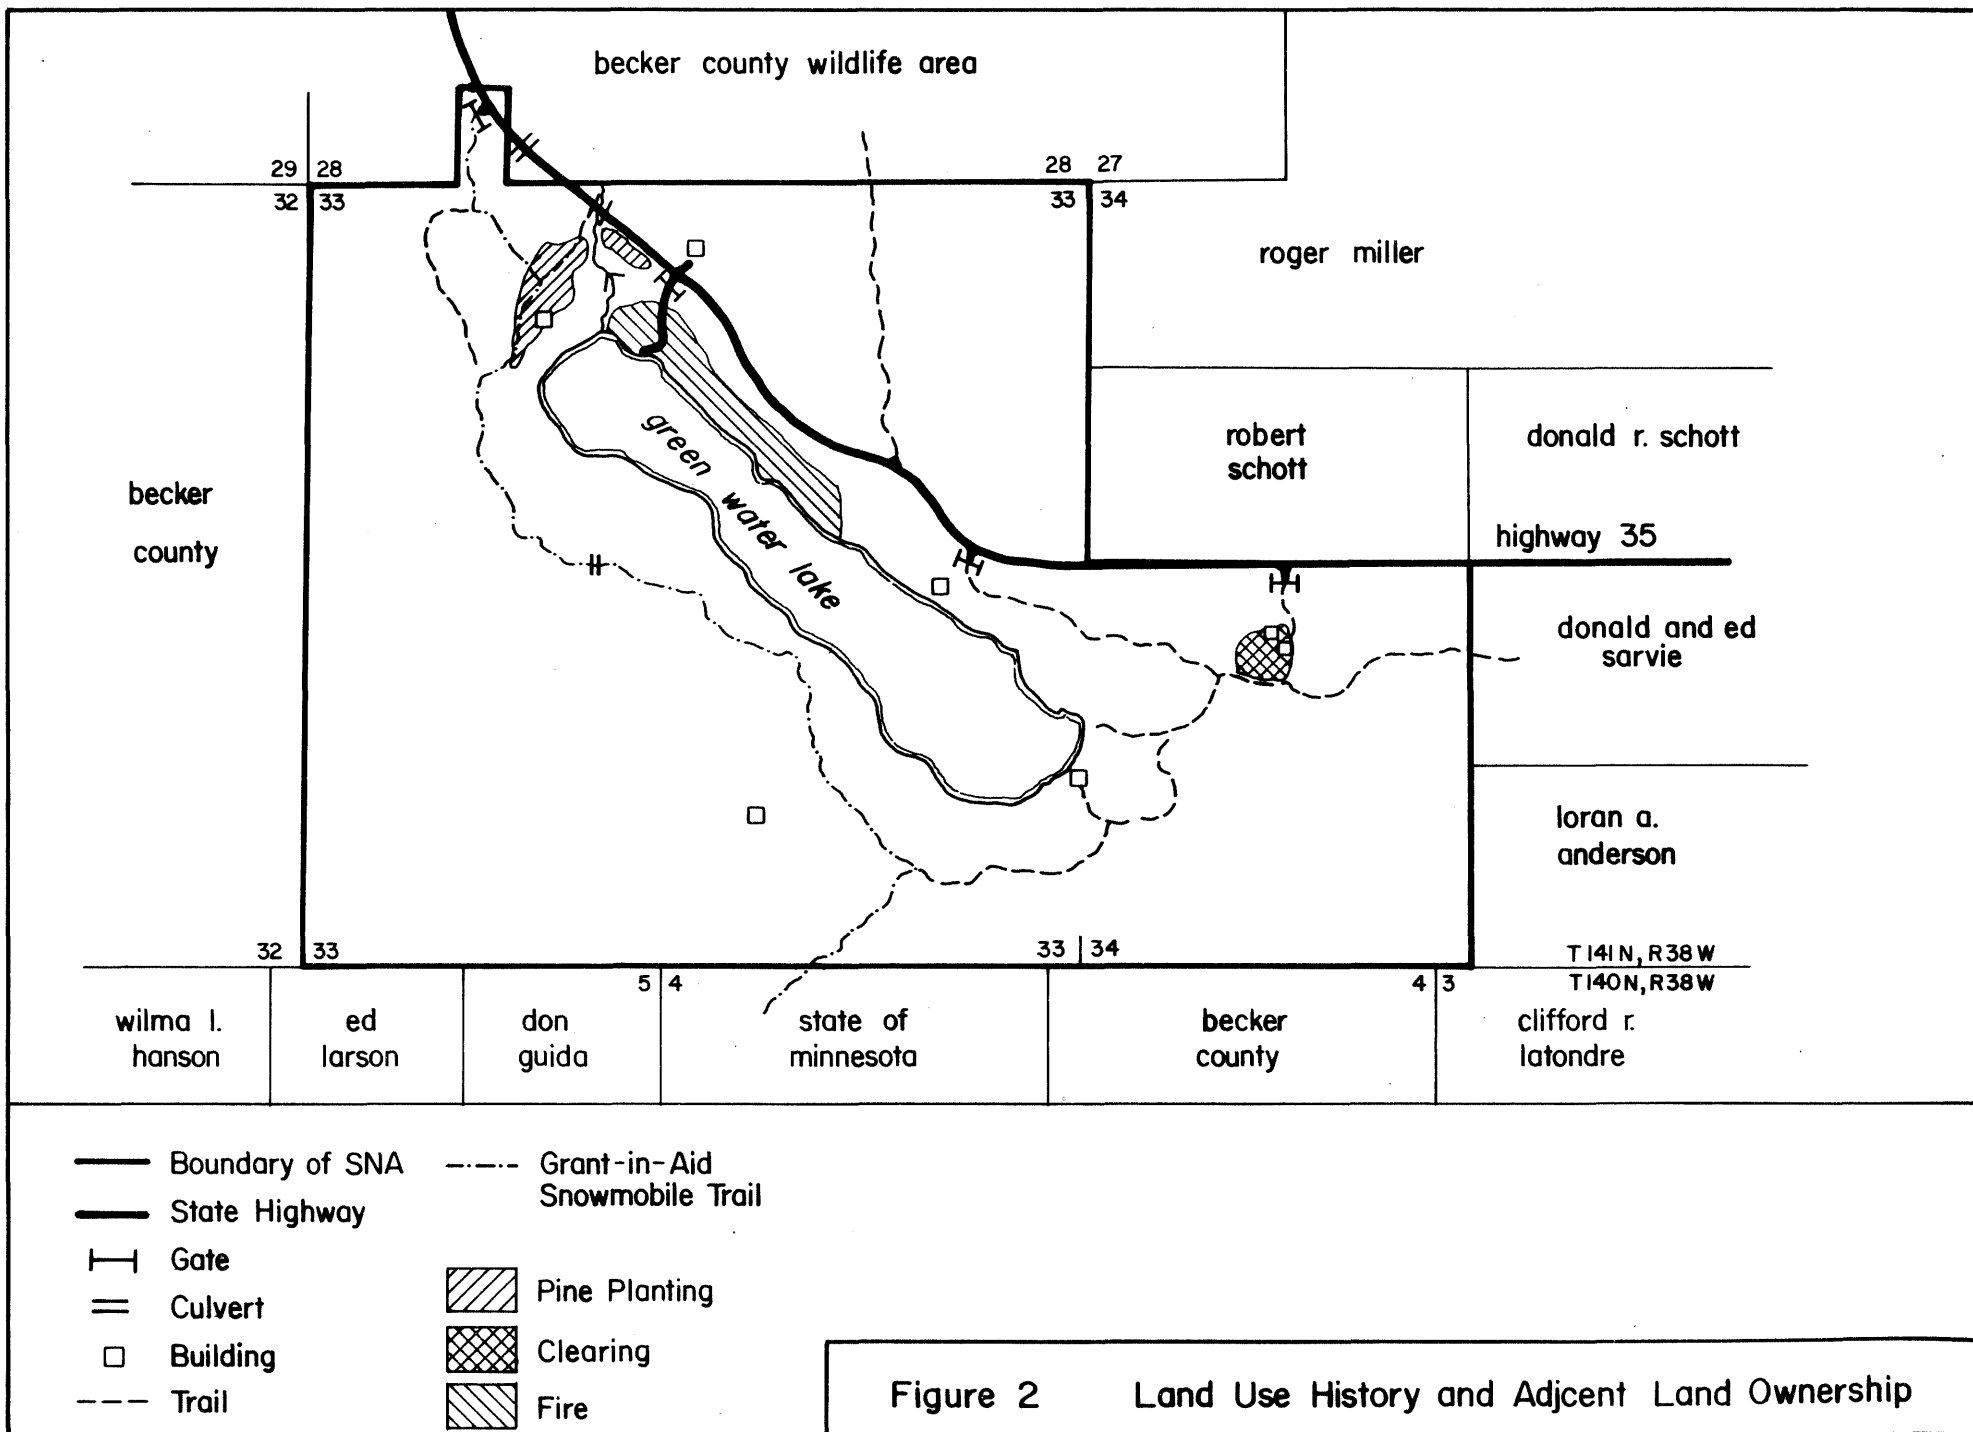 becker county wildlife area
29 28
28 27
32 33
33 34
roger miller
robert
schott
donald r. schott
becker
county
green water lake
highway 35
donald and ed
sarvie
loran a.
anderson
32 33
33 34
T141N, R38W
5 4
4 3
T140N, R38W
wilma l.
hanson
ed
larson
don
guida
state of
minnesota
becker
county
clifford r.
latondre
Boundary of SNA
State Highway
Gate
Culvert
Building
Trail
Grant-in-Aid
Snowmobile Trail
Pine Planting
Clearing
Fire
Figure 2 Land Use History and Adjcent Land Ownership